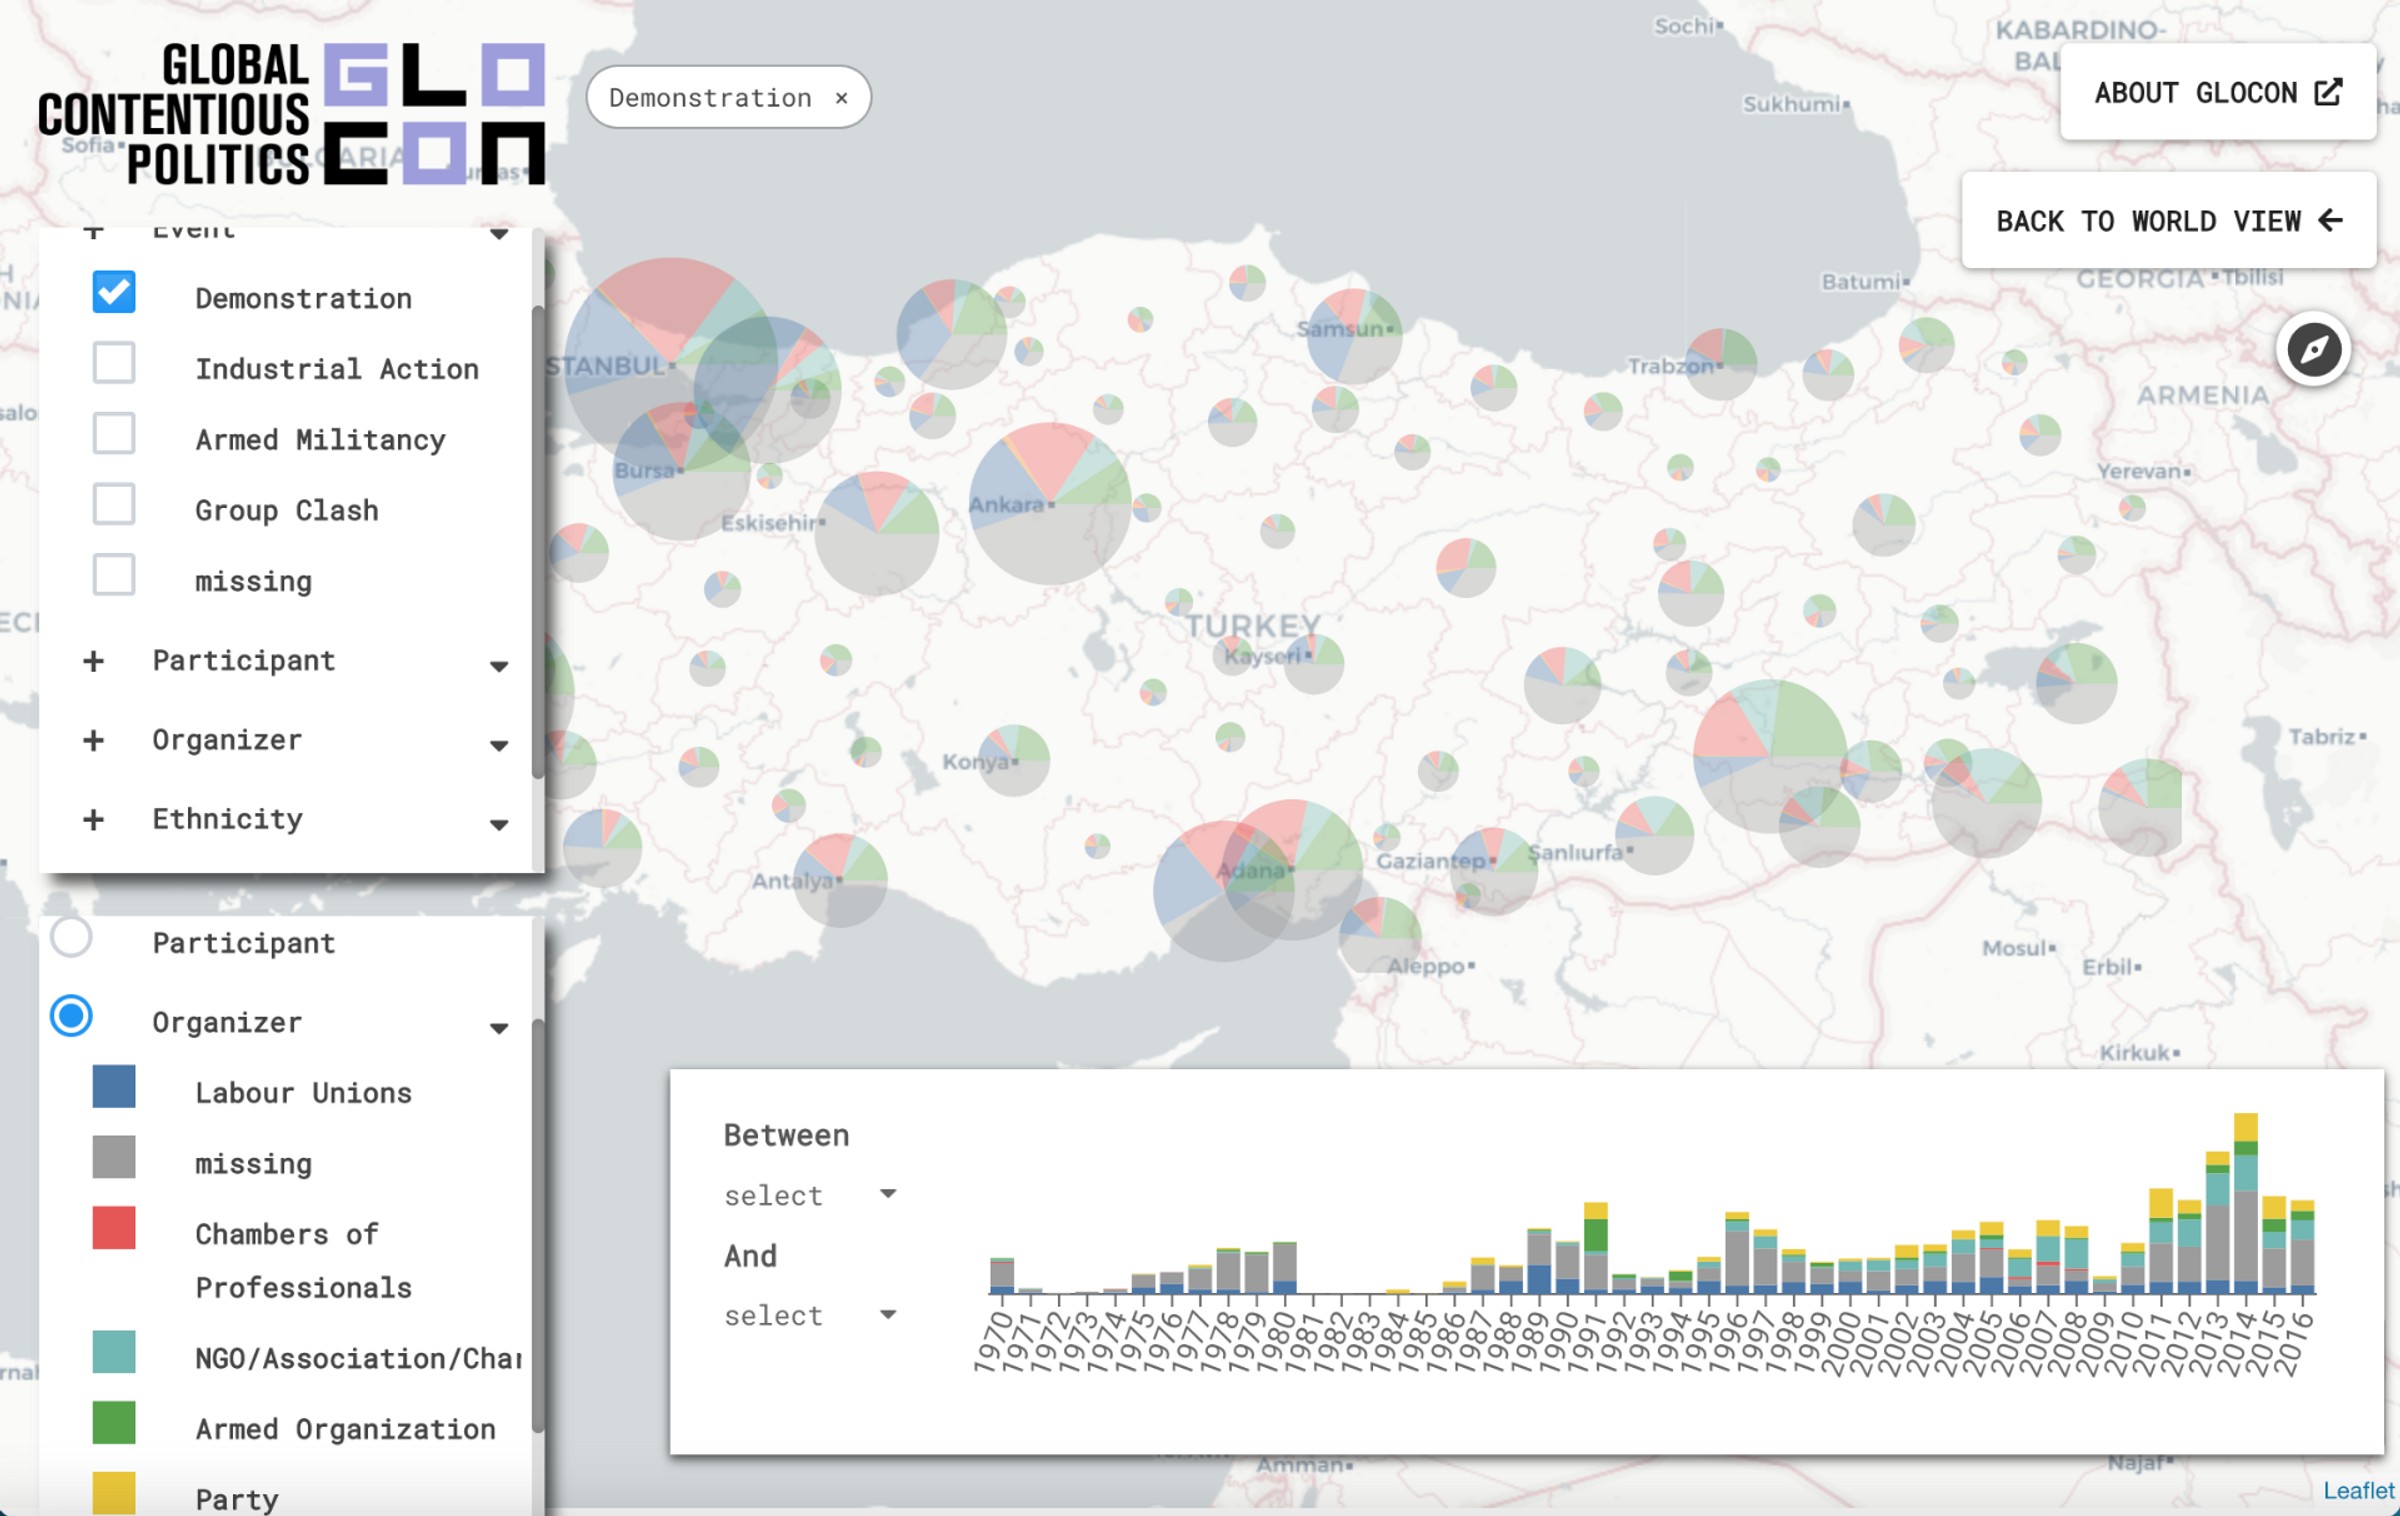 GLOBAL
CONTENTIOUS
POLITICS
GLO
CON
Demonstration ×
ABOUT GLOCON
BACK TO WORLD VIEW
Event
Demonstration
Industrial Action
Armed Militancy
Group Clash
missing
Participant
Organizer
Ethnicity
Participant
Organizer
Labour Unions
missing
Chambers of
Professionals
NGO/Association/Char
Armed Organization
Party
Sofia
BULGARIA
Sochi
KABARDINO-
BAL
Sukhumi
Batumi
GEORGIA
Tbilisi
ARMENIA
Yerevan
STANBUL
Samsun
Trabzon
Bursa
Eskisehir
Ankara
TURKEY
Kayseri
Konya
Antalya
Adana
Gaziantep
Şanlıurfa
Tabriz
Aleppo
Mosul
Erbil
Kirkuk
Amman
Najaf
Between
select
And
select
1970
1971
1972
1973
1974
1975
1976
1977
1978
1979
1980
1981
1982
1983
1984
1985
1986
1987
1988
1989
1990
1991
1992
1993
1994
1995
1996
1997
1998
1999
2000
2001
2002
2003
2004
2005
2006
2007
2008
2009
2010
2011
2012
2013
2014
2015
2016
Leaflet